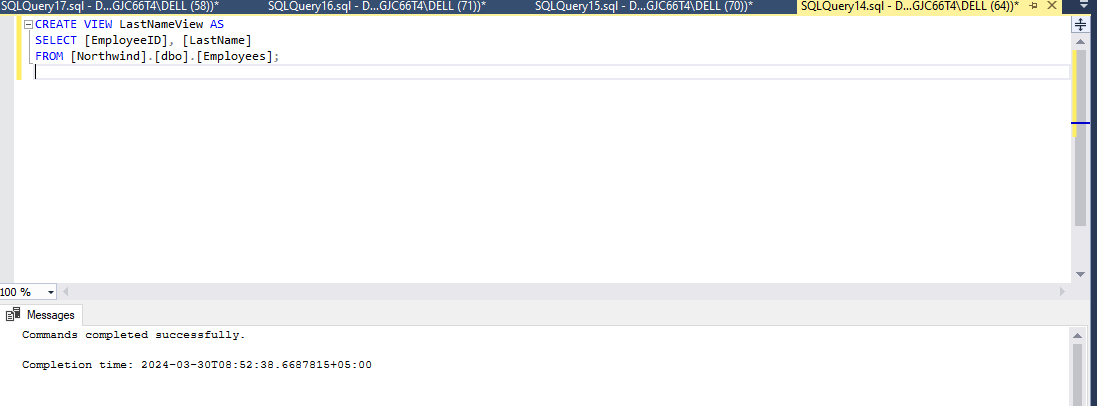 SQLQuery17.sql - D...GJC66T4\DELL (58))* SQLQuery16.sql - D...GJC66T4\DELL (71))* SQLQuery15.sql - D...GJC66T4\DELL (70))* SQLQuery14.sql - D...GJC66T4\DELL (64))*
CREATE VIEW LastNameView AS
SELECT [EmployeeID], [LastName]
FROM [Northwind].[dbo].[Employees];
100 %
Messages
Commands completed successfully.
Completion time: 2024-03-30T08:52:38.6687815+05:00